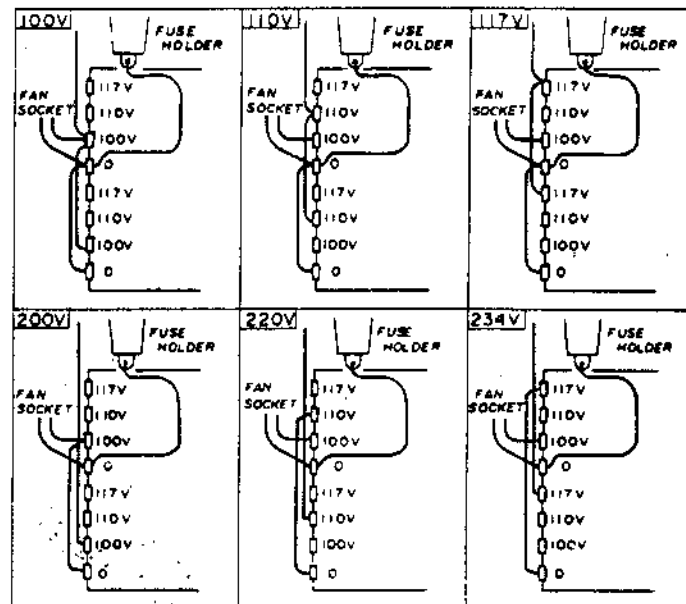 100V
FUSE
HOLDER
FAN
SOCKET
117V
110V
100V
0
117V
110V
100V
0
110V
FUSE
HOLDER
FAN
SOCKET
117V
110V
100V
0
117V
110V
100V
0
117V
FUSE
HOLDER
FAN
SOCKET
117V
110V
100V
0
117V
110V
100V
0
200V
FUSE
HOLDER
FAN
SOCKET
117V
110V
100V
0
117V
110V
100V
0
220V
FUSE
HOLDER
FAN
SOCKET
117V
110V
100V
0
117V
110V
100V
0
234V
FUSE
HOLDER
FAN
SOCKET
117V
110V
100V
0
117V
110V
100V
0